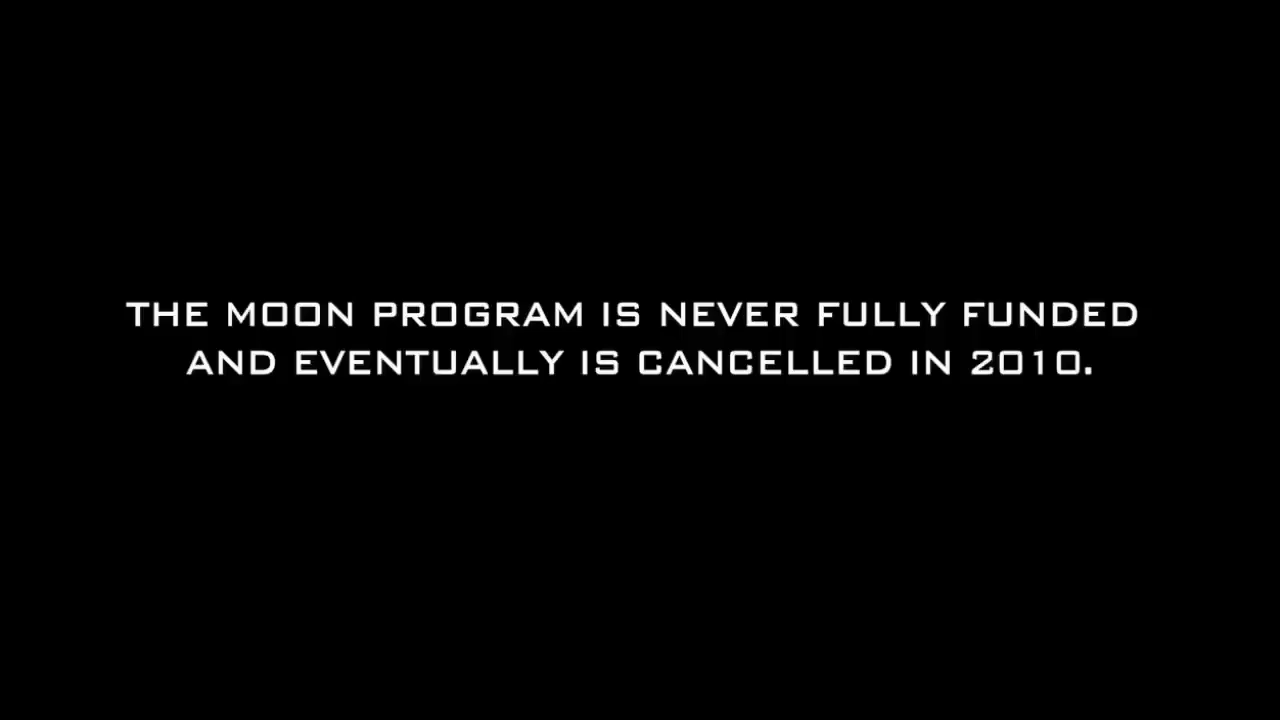 THE MOON PROGRAM IS NEVER FULLY FUNDED
AND EVENTUALLY IS CANCELLED IN 2010.